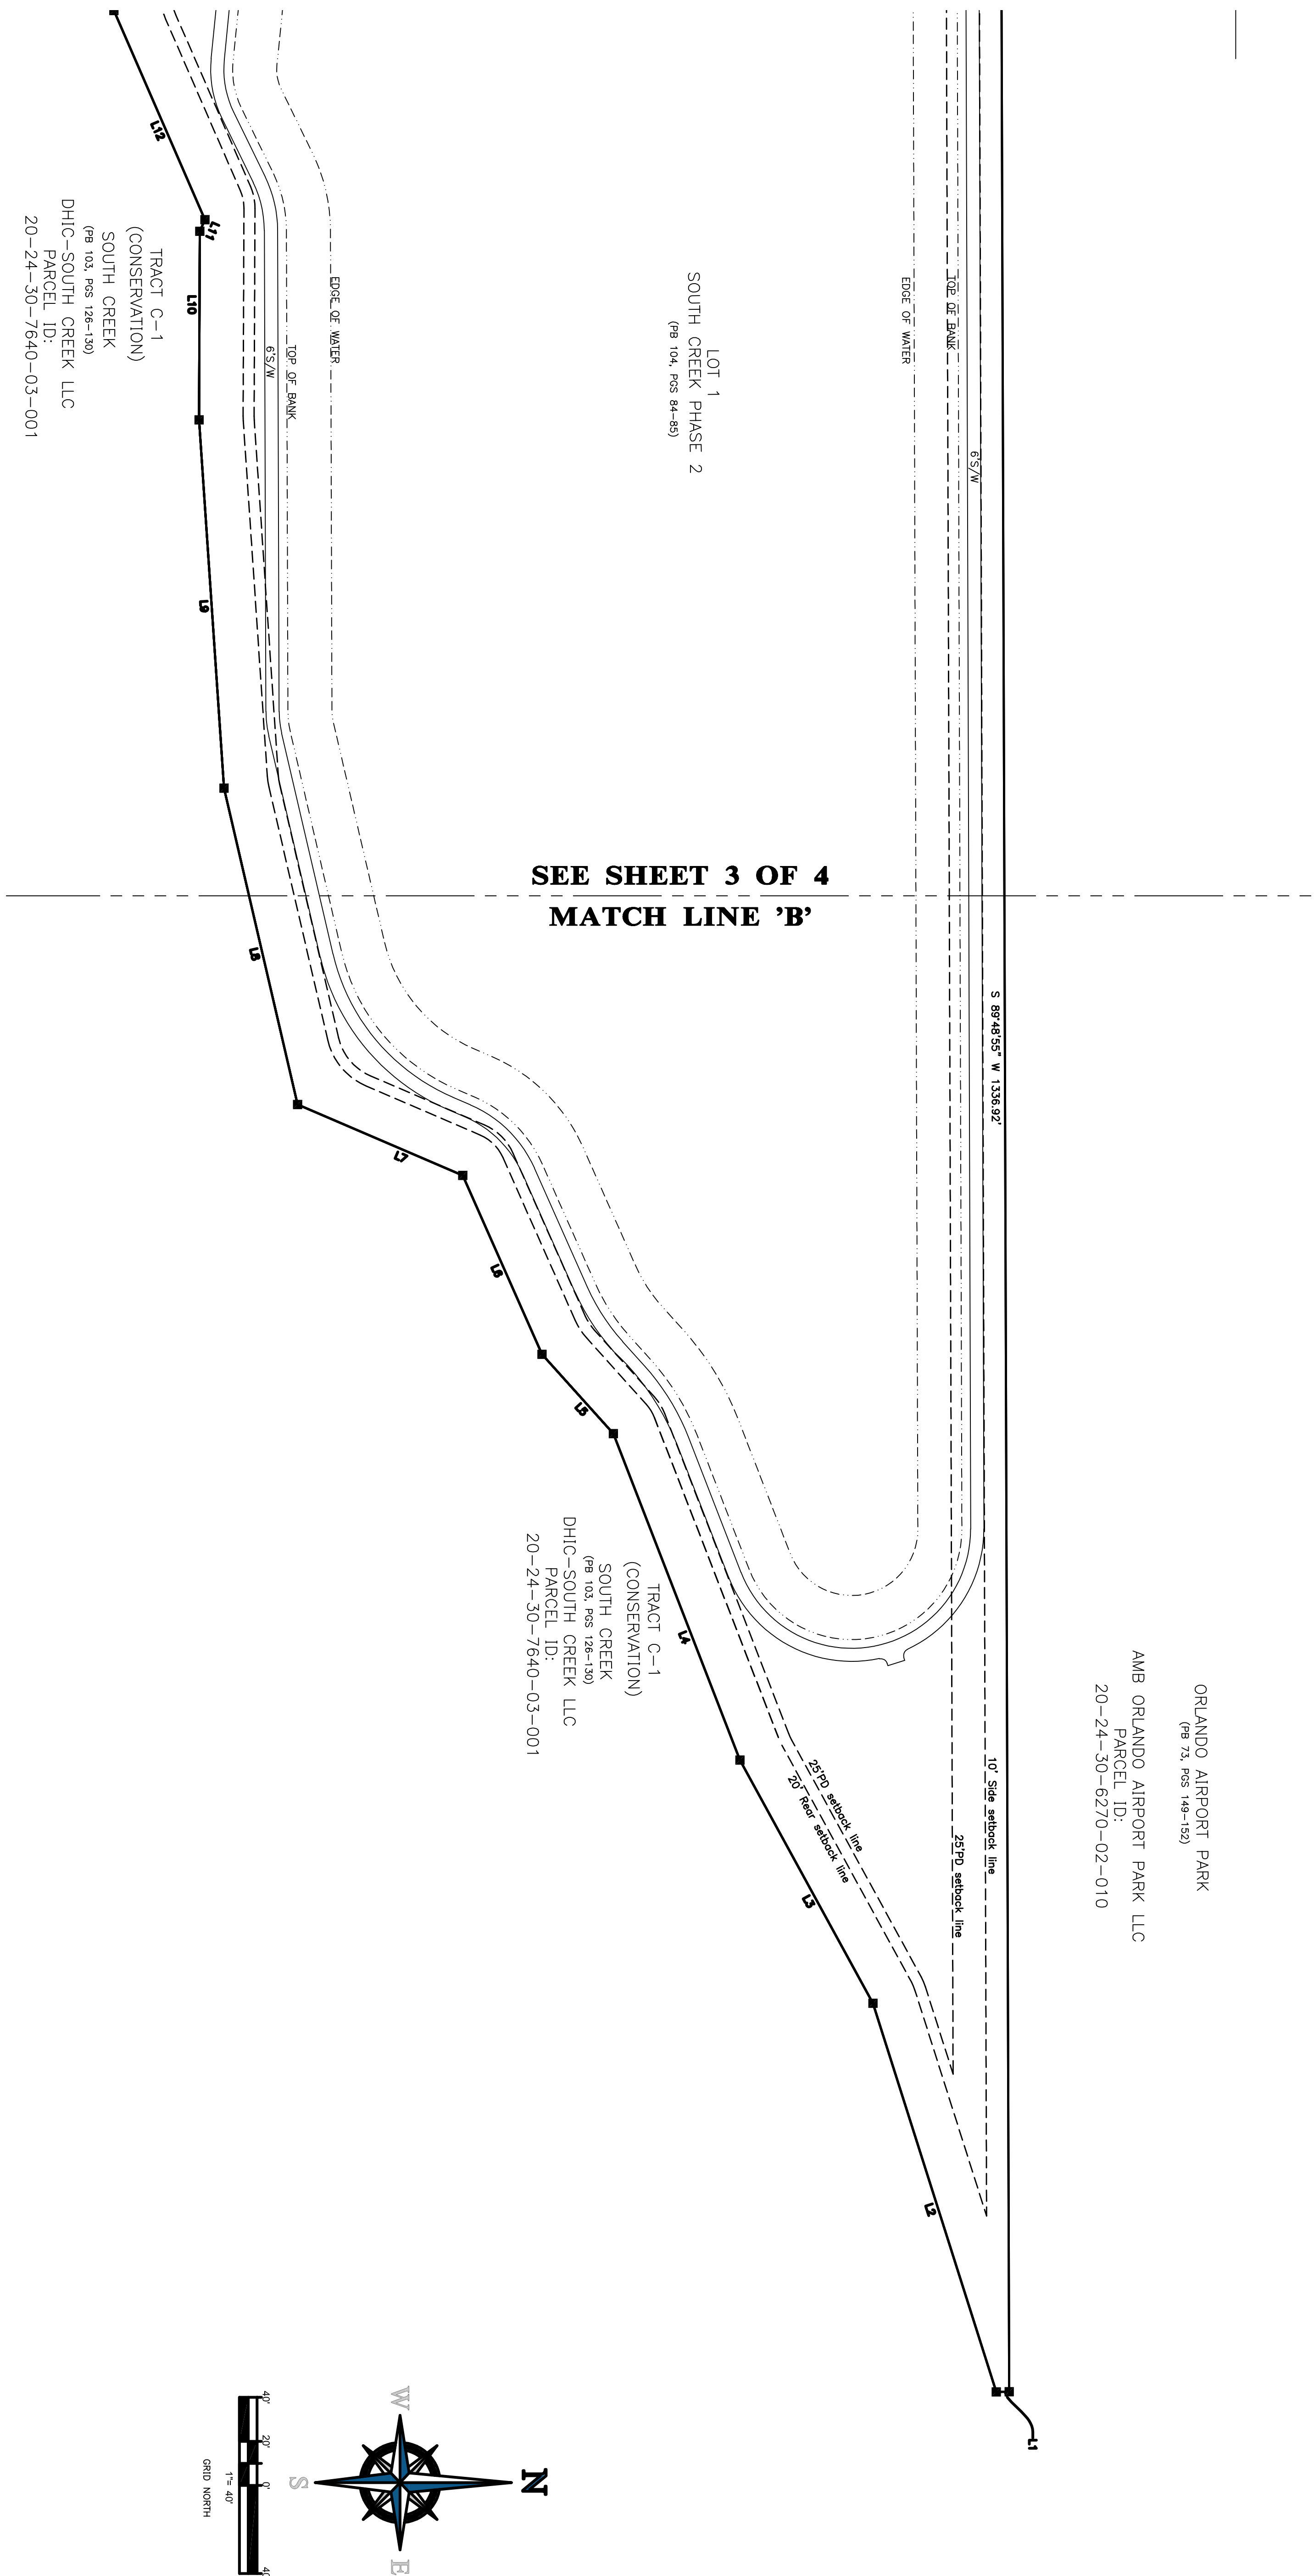 L12
L11
L10
TRACT C-1
(CONSERVATION)
SOUTH CREEK
(PB 103, PGS 126-130)
DHIC-SOUTH CREEK LLC
PARCEL ID:
20-24-30-7640-03-001
EDGE OF WATER
TOP OF BANK
6'S/W
LOT 1
SOUTH CREEK PHASE 2
(PB 104, PGS 84-85)
EDGE OF WATER
TOP OF BANK
6'S/W
L9
SEE SHEET 3 OF 4
MATCH LINE 'B'
L8
S 89°48'55" W 1336.92'
L7
L6
L5
TRACT C-1
(CONSERVATION)
SOUTH CREEK
(PB 103, PGS 126-130)
DHIC-SOUTH CREEK LLC
PARCEL ID:
20-24-30-7640-03-001
L4
ORLANDO AIRPORT PARK
(PB 73, PGS 149-152)
AMB ORLANDO AIRPORT PARK LLC
PARCEL ID:
20-24-30-6270-02-010
10' Side setback line
25'PD setback line
25'PD setback line
20' Rear setback line
L3
L2
L1
N
W
S
E
40' 20' 0' 40'
1"= 40'
GRID NORTH